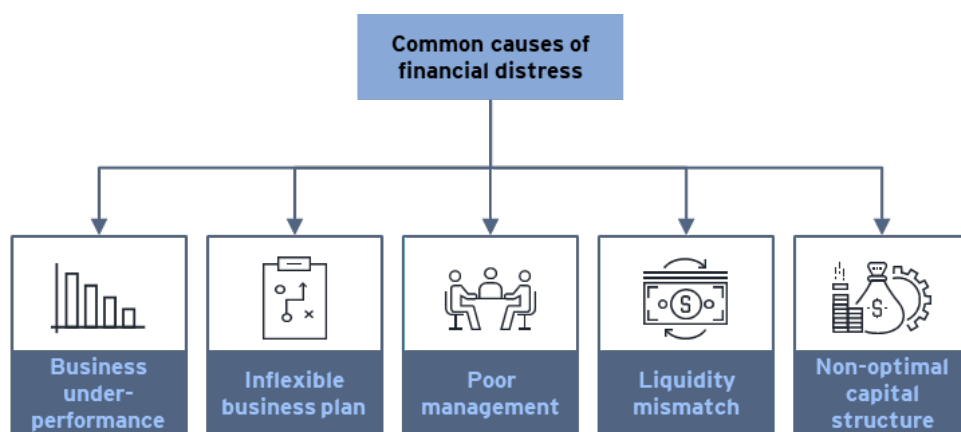 Common causes of
financial distress
Business
under-
performance
Inflexible
business plan
Poor
management
Liquidity
mismatch
Non-optimal
capital
structure
$
$